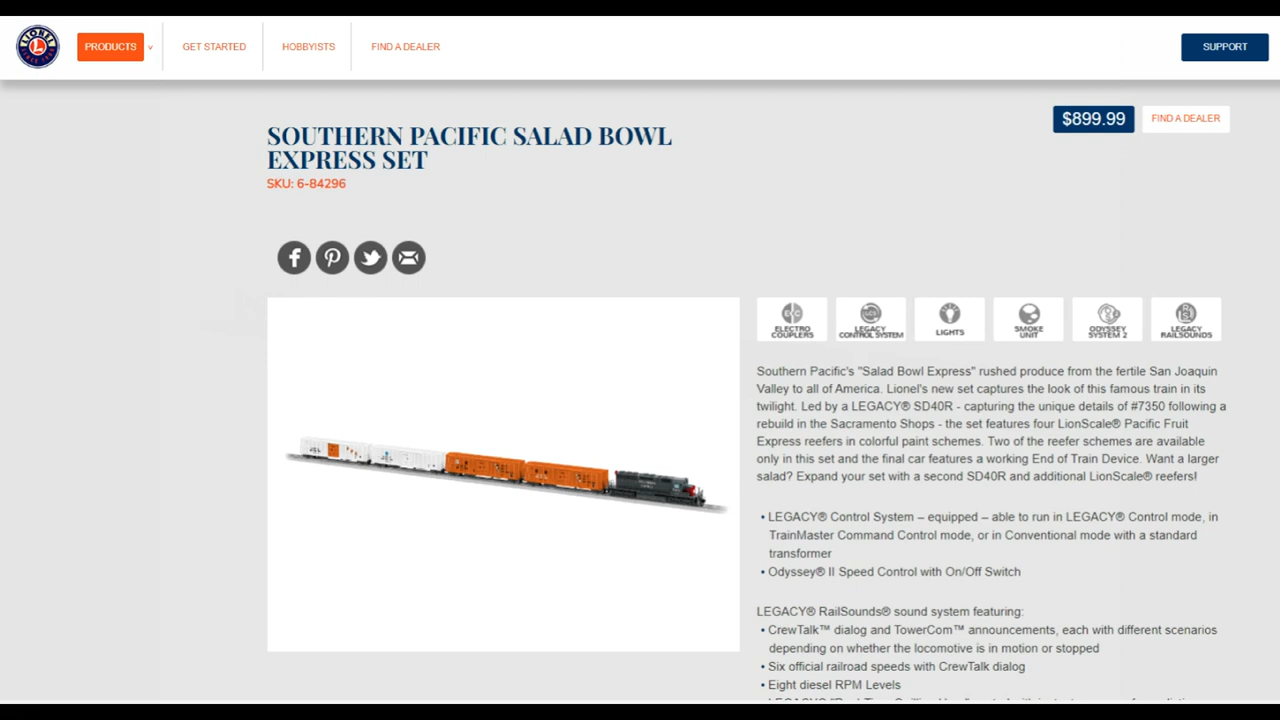 LIONEL
PRODUCTS
GET STARTED
HOBBYISTS
FIND A DEALER
SUPPORT
$899.99
FIND A DEALER
SOUTHERN PACIFIC SALAD BOWL
EXPRESS SET
SKU: 6-84296
ELECTRO
COUPLERS
LEGACY
CONTROL SYSTEM
LIGHTS
SMOKE
UNIT
ODYSSEY
SYSTEM 2
LEGACY
RAILSOUNDS
Southern Pacific's "Salad Bowl Express" rushed produce from the fertile San Joaquin
Valley to all of America. Lionel's new set captures the look of this famous train in its
twilight. Led by a LEGACY® SD40R - capturing the unique details of #7350 following a
rebuild in the Sacramento Shops - the set features four LionScale® Pacific Fruit
Express reefers in colorful paint schemes. Two of the reefer schemes are available
only in this set and the final car features a working End of Train Device. Want a larger
salad? Expand your set with a second SD40R and additional LionScale® reefers!
• LEGACY® Control System – equipped – able to run in LEGACY® Control mode, in
TrainMaster Command Control mode, or in Conventional mode with a standard
transformer
• Odyssey® II Speed Control with On/Off Switch
LEGACY® RailSounds® sound system featuring:
• CrewTalk™ dialog and TowerCom™ announcements, each with different scenarios
depending on whether the locomotive is in motion or stopped
• Six official railroad speeds with CrewTalk dialog
• Eight diesel RPM Levels